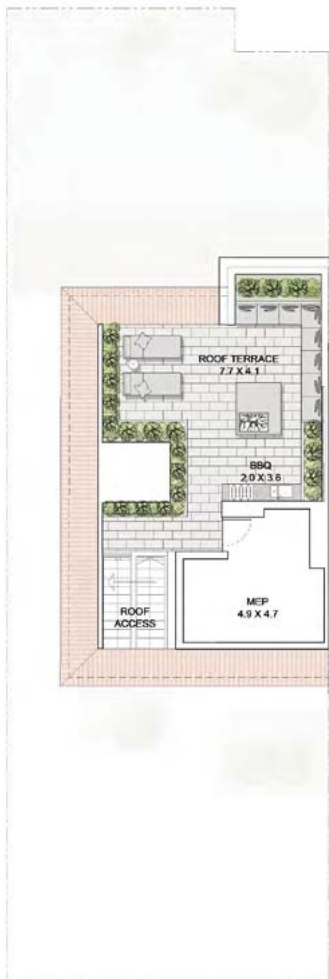 ROOF TERRACE
7.7 X 4.1
BBQ
2.0 X 3.6
MEP
4.9 X 4.7
ROOF
ACCESS